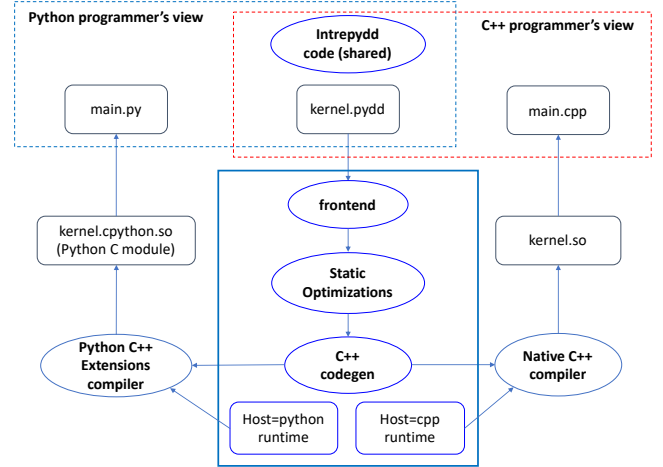 Python programmer's view
Intrepydd
code (shared)
C++ programmer's view
main.py
kernel.pydd
main.cpp
frontend
kernel.cpython.so
(Python C module)
kernel.so
Static
Optimizations
Python C++
Extensions
compiler
C++
codegen
Native C++
compiler
Host=python
runtime
Host=cpp
runtime